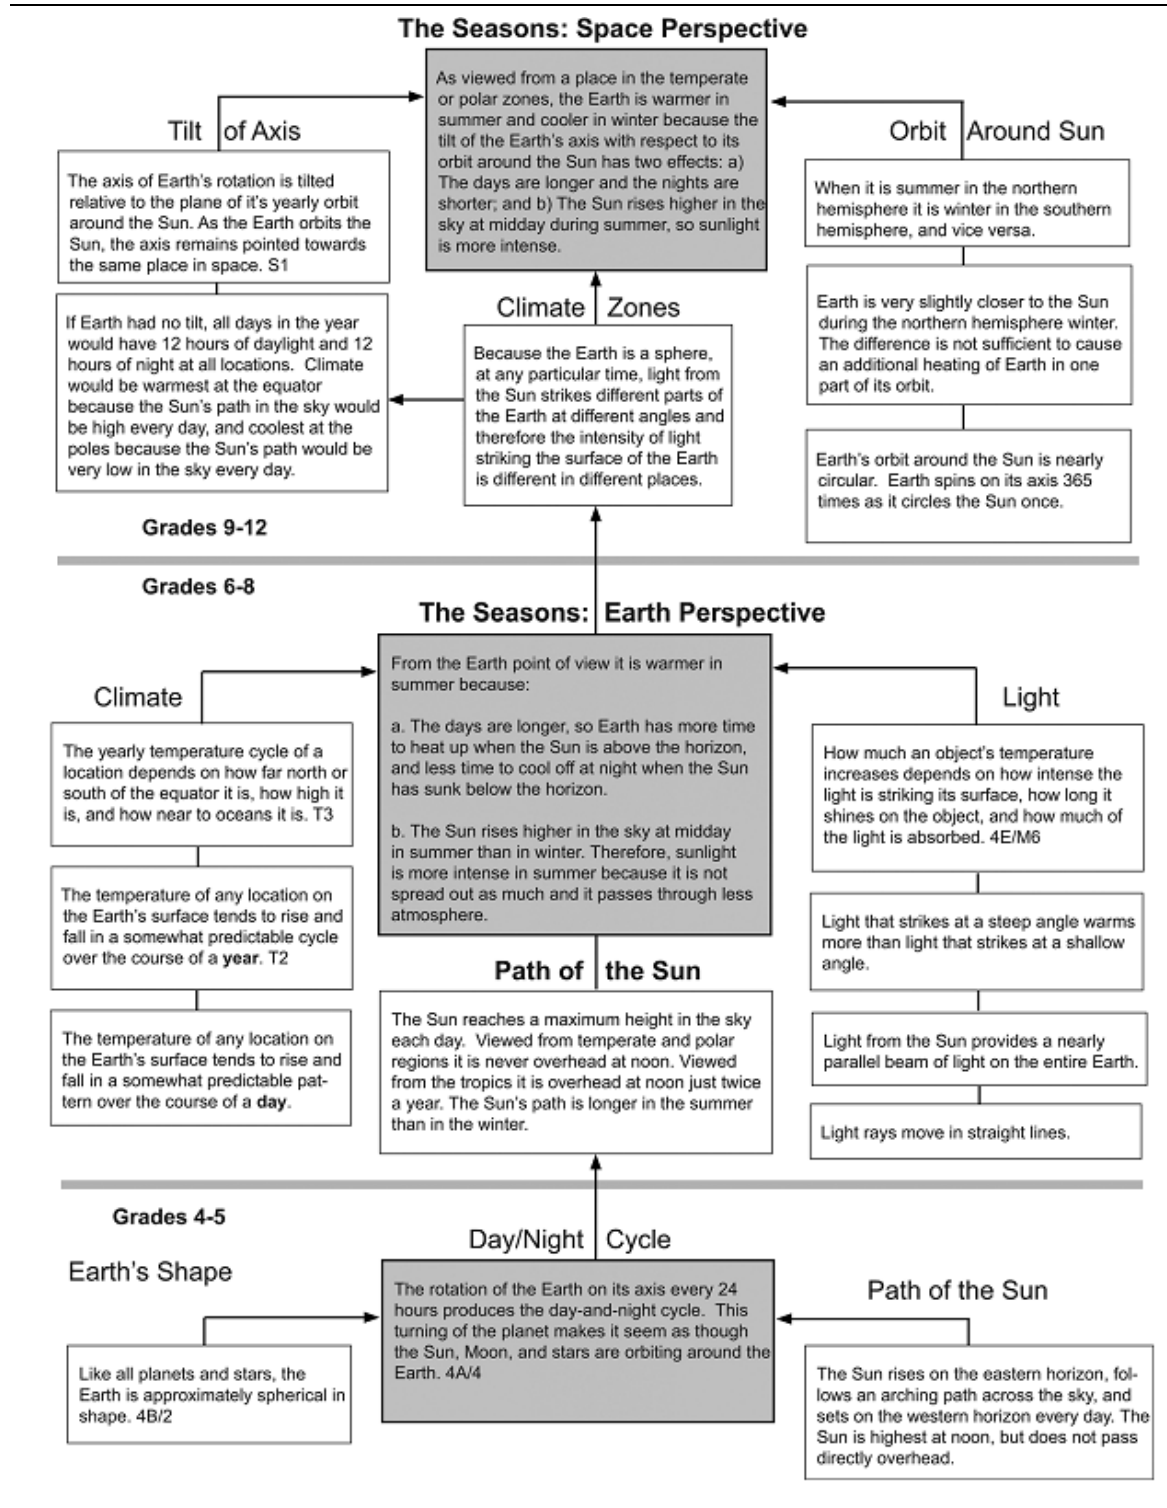 The Seasons: Space Perspective
As viewed from a place in the temperate
or polar zones, the Earth is warmer in
summer and cooler in winter because the
tilt of the Earth's axis with respect to its
orbit around the Sun has two effects: a)
The days are longer and the nights are
shorter; and b) The Sun rises higher in the
sky at midday during summer, so sunlight
is more intense.
Tilt of Axis
The axis of Earth's rotation is tilted
relative to the plane of it's yearly orbit
around the Sun. As the Earth orbits the
Sun, the axis remains pointed towards
the same place in space. S1
If Earth had no tilt, all days in the year
would have 12 hours of daylight and 12
hours of night at all locations. Climate
would be warmest at the equator
because the Sun's path in the sky would
be high every day, and coolest at the
poles because the Sun's path would be
very low in the sky every day.
Climate Zones
Because the Earth is a sphere,
at any particular time, light from
the Sun strikes different parts of
the Earth at different angles and
therefore the intensity of light
striking the surface of the Earth
is different in different places.
Orbit Around Sun
When it is summer in the northern
hemisphere it is winter in the southern
hemisphere, and vice versa.
Earth is very slightly closer to the Sun
during the northern hemisphere winter.
The difference is not sufficient to cause
an additional heating of Earth in one
part of its orbit.
Earth's orbit around the Sun is nearly
circular. Earth spins on its axis 365
times as it circles the Sun once.
Grades 9-12
Grades 6-8
The Seasons: Earth Perspective
From the Earth point of view it is warmer in
summer because:
a. The days are longer, so Earth has more time
to heat up when the Sun is above the horizon,
and less time to cool off at night when the Sun
has sunk below the horizon.
b. The Sun rises higher in the sky at midday
in summer than in winter. Therefore, sunlight
is more intense in summer because it is not
spread out as much and it passes through less
atmosphere.
Climate
The yearly temperature cycle of a
location depends on how far north or
south of the equator it is, how high it
is, and how near to oceans it is. T3
The temperature of any location on
the Earth's surface tends to rise and
fall in a somewhat predictable cycle
over the course of a year. T2
The temperature of any location on
the Earth's surface tends to rise and
fall in a somewhat predictable pat-
tern over the course of a day.
Path of the Sun
The Sun reaches a maximum height in the sky
each day. Viewed from temperate and polar
regions it is never overhead at noon. Viewed
from the tropics it is overhead at noon just twice
a year. The Sun's path is longer in the summer
than in the winter.
Light
How much an object's temperature
increases depends on how intense the
light is striking its surface, how long it
shines on the object, and how much of
the light is absorbed. 4E/M6
Light that strikes at a steep angle warms
more than light that strikes at a shallow
angle.
Light from the Sun provides a nearly
parallel beam of light on the entire Earth.
Light rays move in straight lines.
Grades 4-5
Day/Night Cycle
The rotation of the Earth on its axis every 24
hours produces the day-and-night cycle. This
turning of the planet makes it seem as though
the Sun, Moon, and stars are orbiting around the
Earth. 4A/4
Earth's Shape
Like all planets and stars, the
Earth is approximately spherical in
shape. 4B/2
Path of the Sun
The Sun rises on the eastern horizon, fol-
lows an arching path across the sky, and
sets on the western horizon every day. The
Sun is highest at noon, but does not pass
directly overhead.